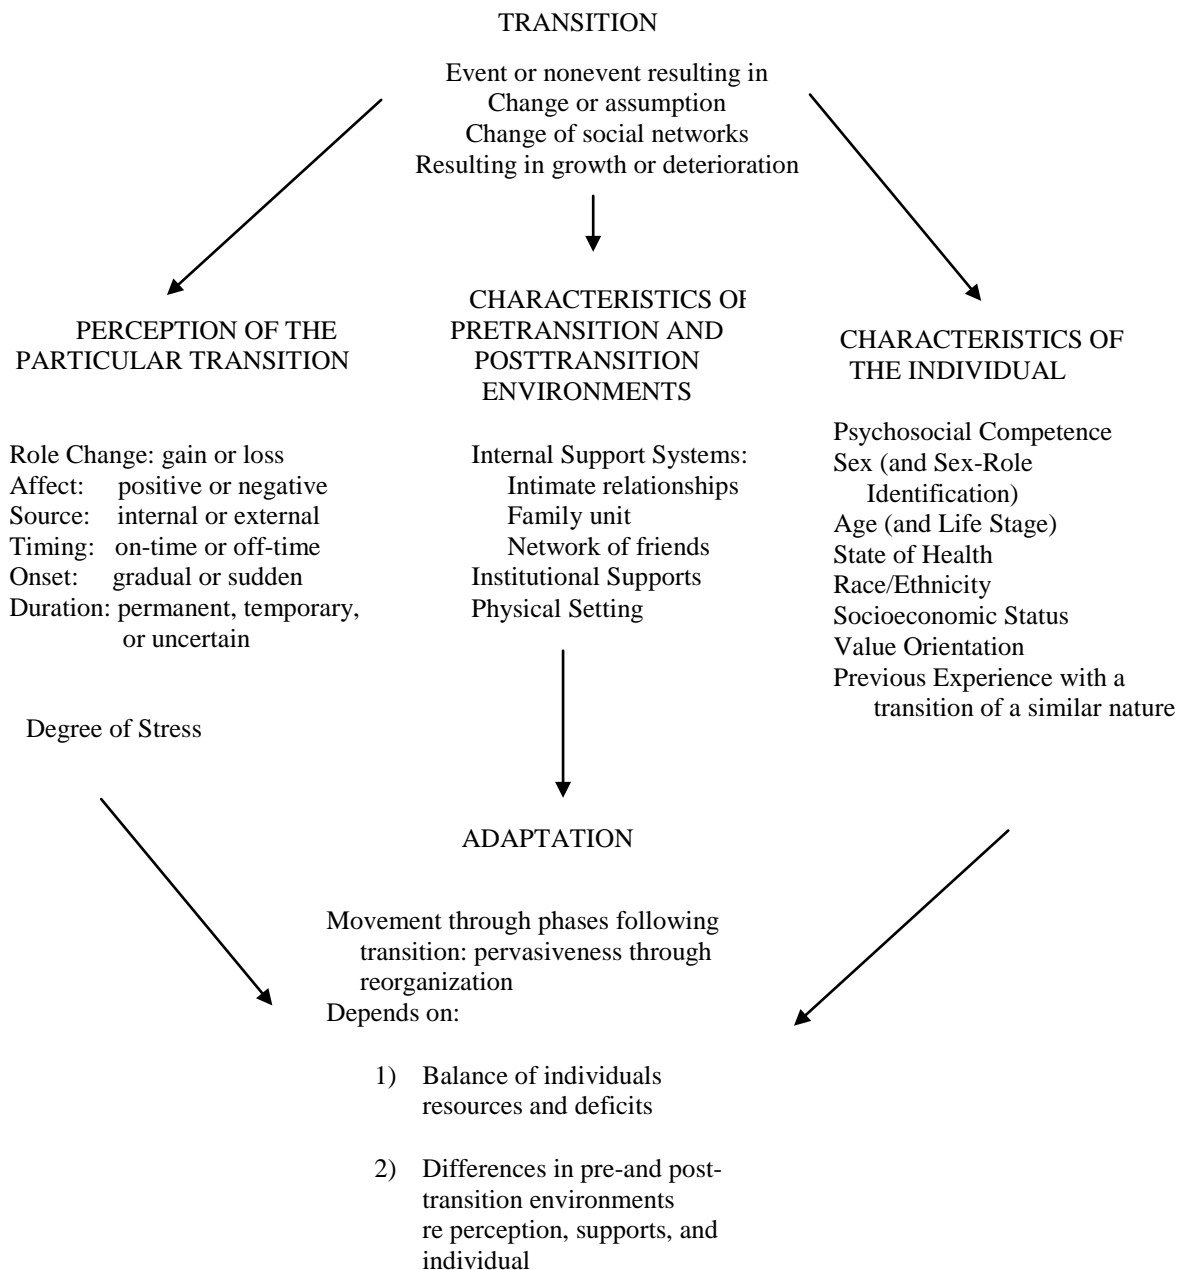 TRANSITION
Event or nonevent resulting in
Change or assumption
Change of social networks
Resulting in growth or deterioration
PERCEPTION OF THE
PARTICULAR TRANSITION
Role Change: gain or loss
Affect: positive or negative
Source: internal or external
Timing: on-time or off-time
Onset: gradual or sudden
Duration: permanent, temporary,
or uncertain
Degree of Stress
CHARACTERISTICS OF
PRETRANSITION AND
POSTTRANSITION
ENVIRONMENTS
Internal Support Systems:
Intimate relationships
Family unit
Network of friends
Institutional Supports
Physical Setting
CHARACTERISTICS OF
THE INDIVIDUAL
Psychosocial Competence
Sex (and Sex-Role
Identification)
Age (and Life Stage)
State of Health
Race/Ethnicity
Socioeconomic Status
Value Orientation
Previous Experience with a
transition of a similar nature
ADAPTATION
Movement through phases following
transition: pervasiveness through
reorganization
Depends on:
1) Balance of individuals
resources and deficits
2) Differences in pre-and post-
transition environments
re perception, supports, and
individual